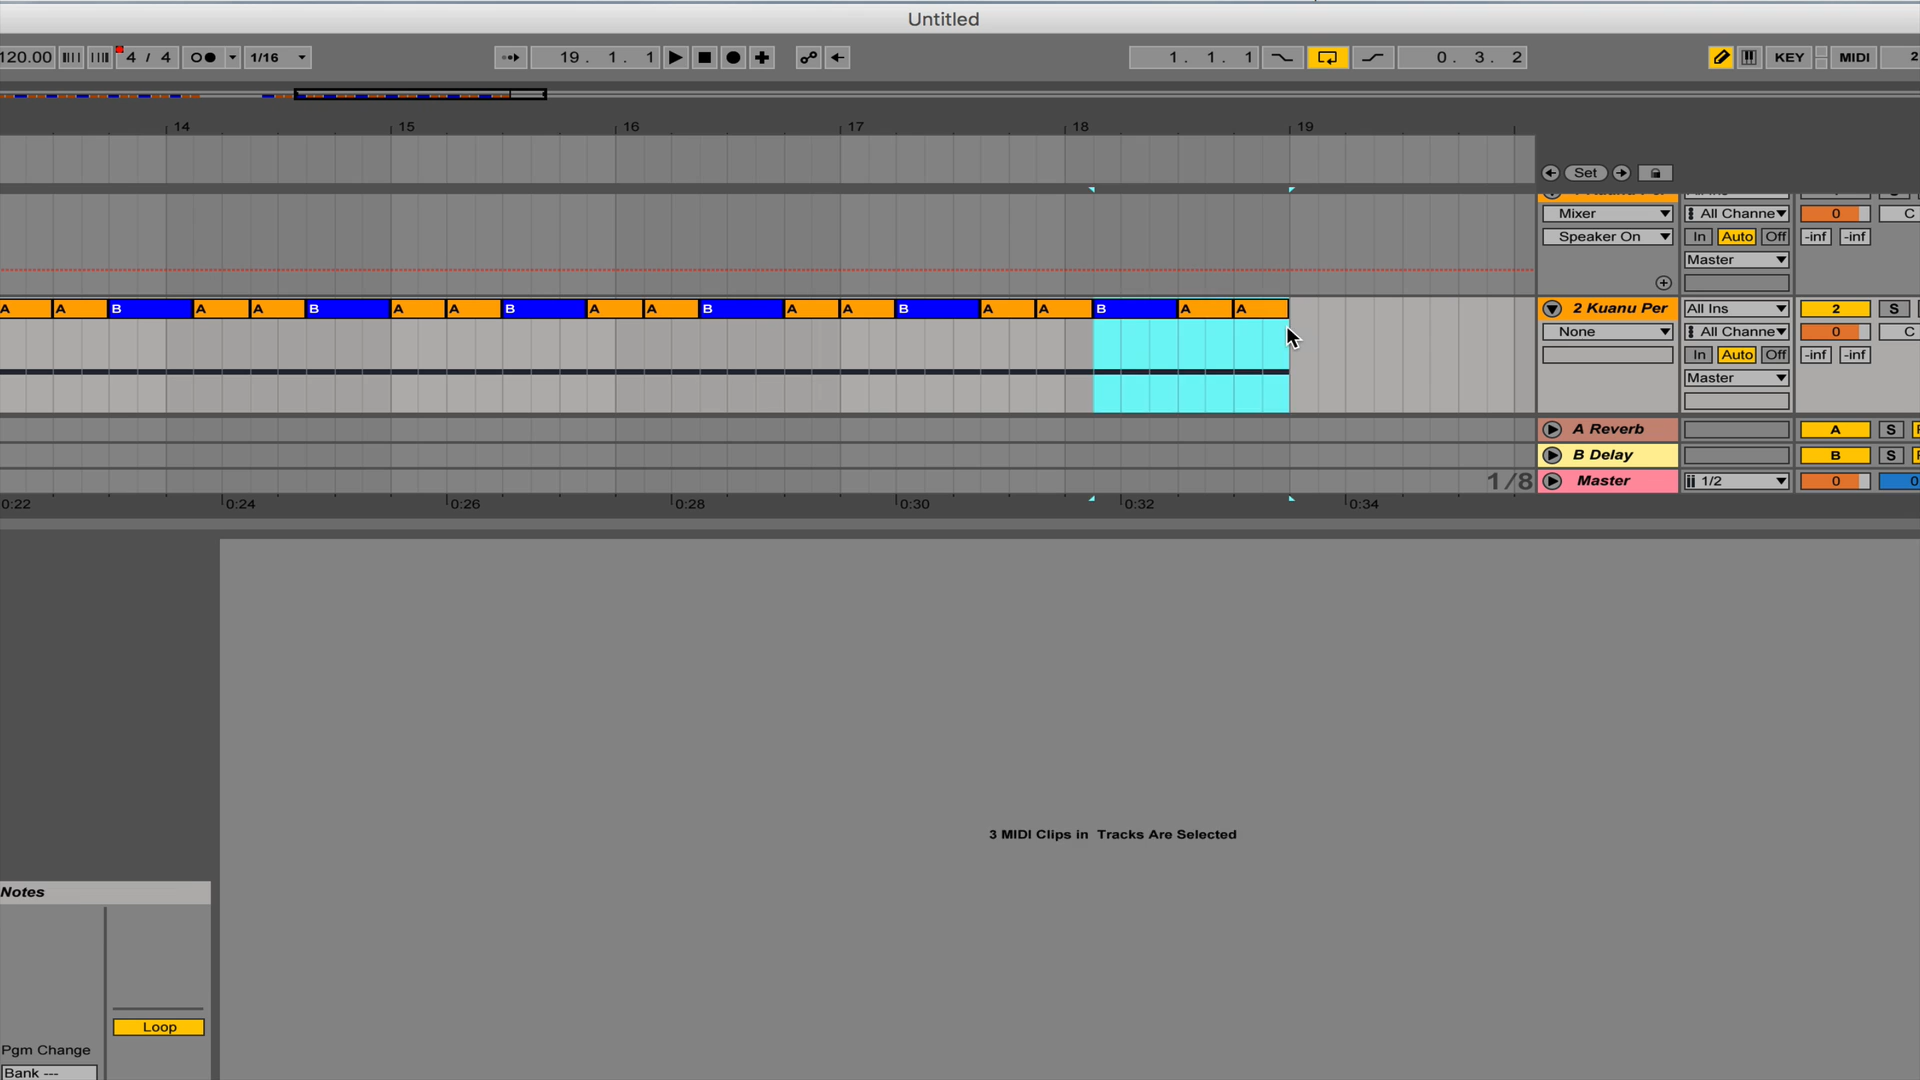 Untitled
120.00 4 / 4 1/16 19. 1. 1 1. 1. 1 0. 3. 2 KEY MIDI 2
14 15 16 17 18 19
Set
Mixer All Channe 0 C
Speaker On In Auto Off -inf -inf
Master
A A B A A B A A B A A B A A B A A B A A 2 Kuanu Per All Ins 2 S
None All Channe 0 C
In Auto Off -inf -inf
Master
A Reverb A S
B Delay B S
1/8 Master 1/2 0 0
0:22 0:24 0:26 0:28 0:30 0:32 0:34
3 MIDI Clips in Tracks Are Selected
Notes
Loop
Pgm Change
Bank ---